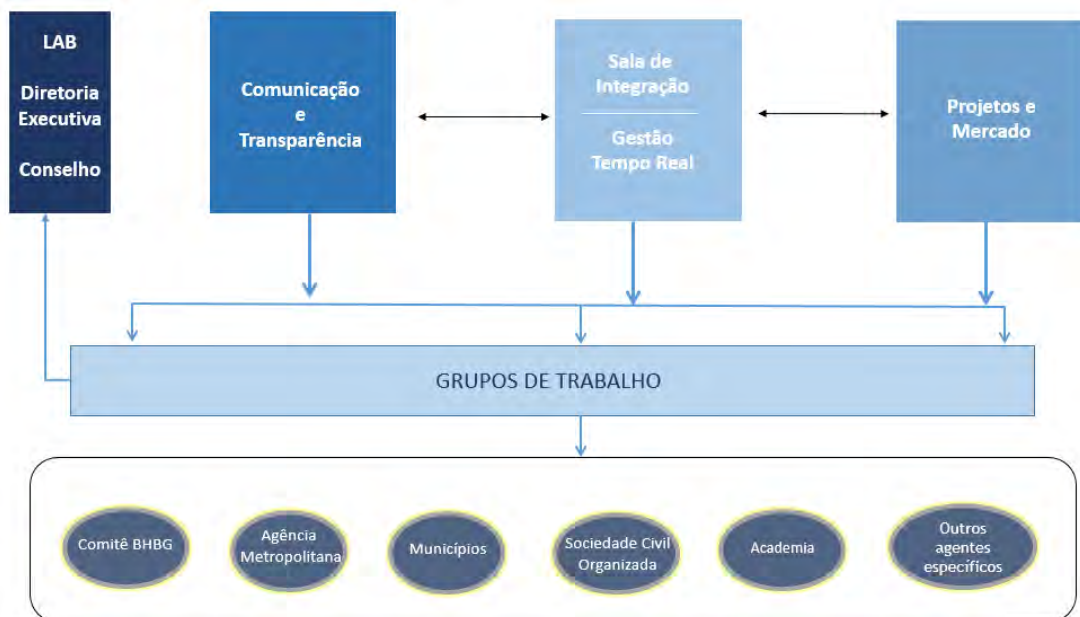 LAB
Diretoria
Executiva
Conselho
Comunicação
e
Transparência
Sala de
Integração
Gestão
Tempo Real
Projetos e
Mercado
GRUPOS DE TRABALHO
Comitê BHBG
Agência
Metropolitana
Municípios
Sociedade Civil
Organizada
Academia
Outros
agentes
específicos